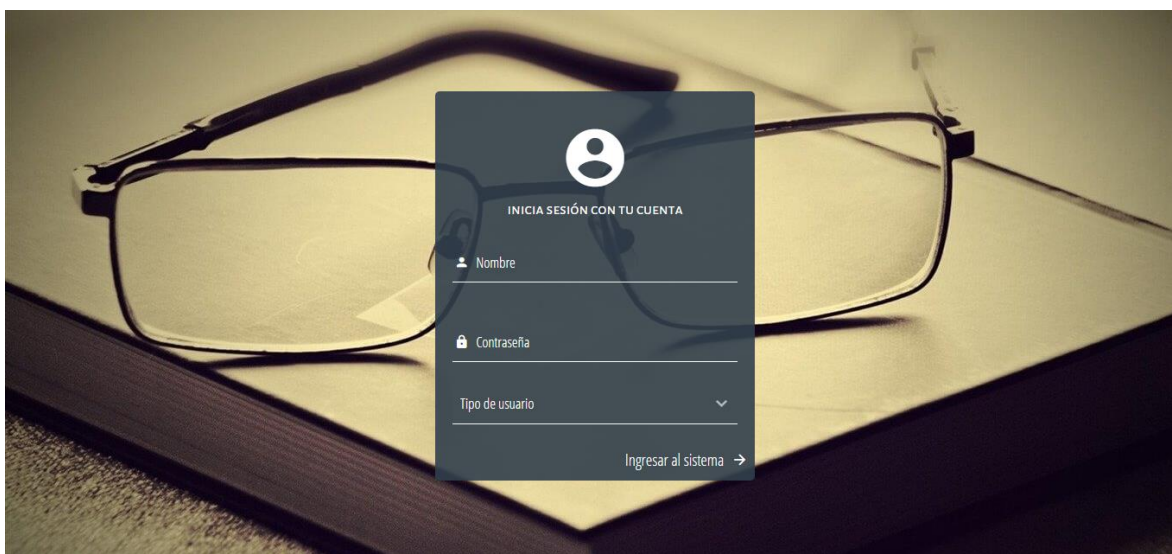 INICIA SESIÓN CON TU CUENTA
Nombre
Contraseña
Tipo de usuario
Ingresar al sistema